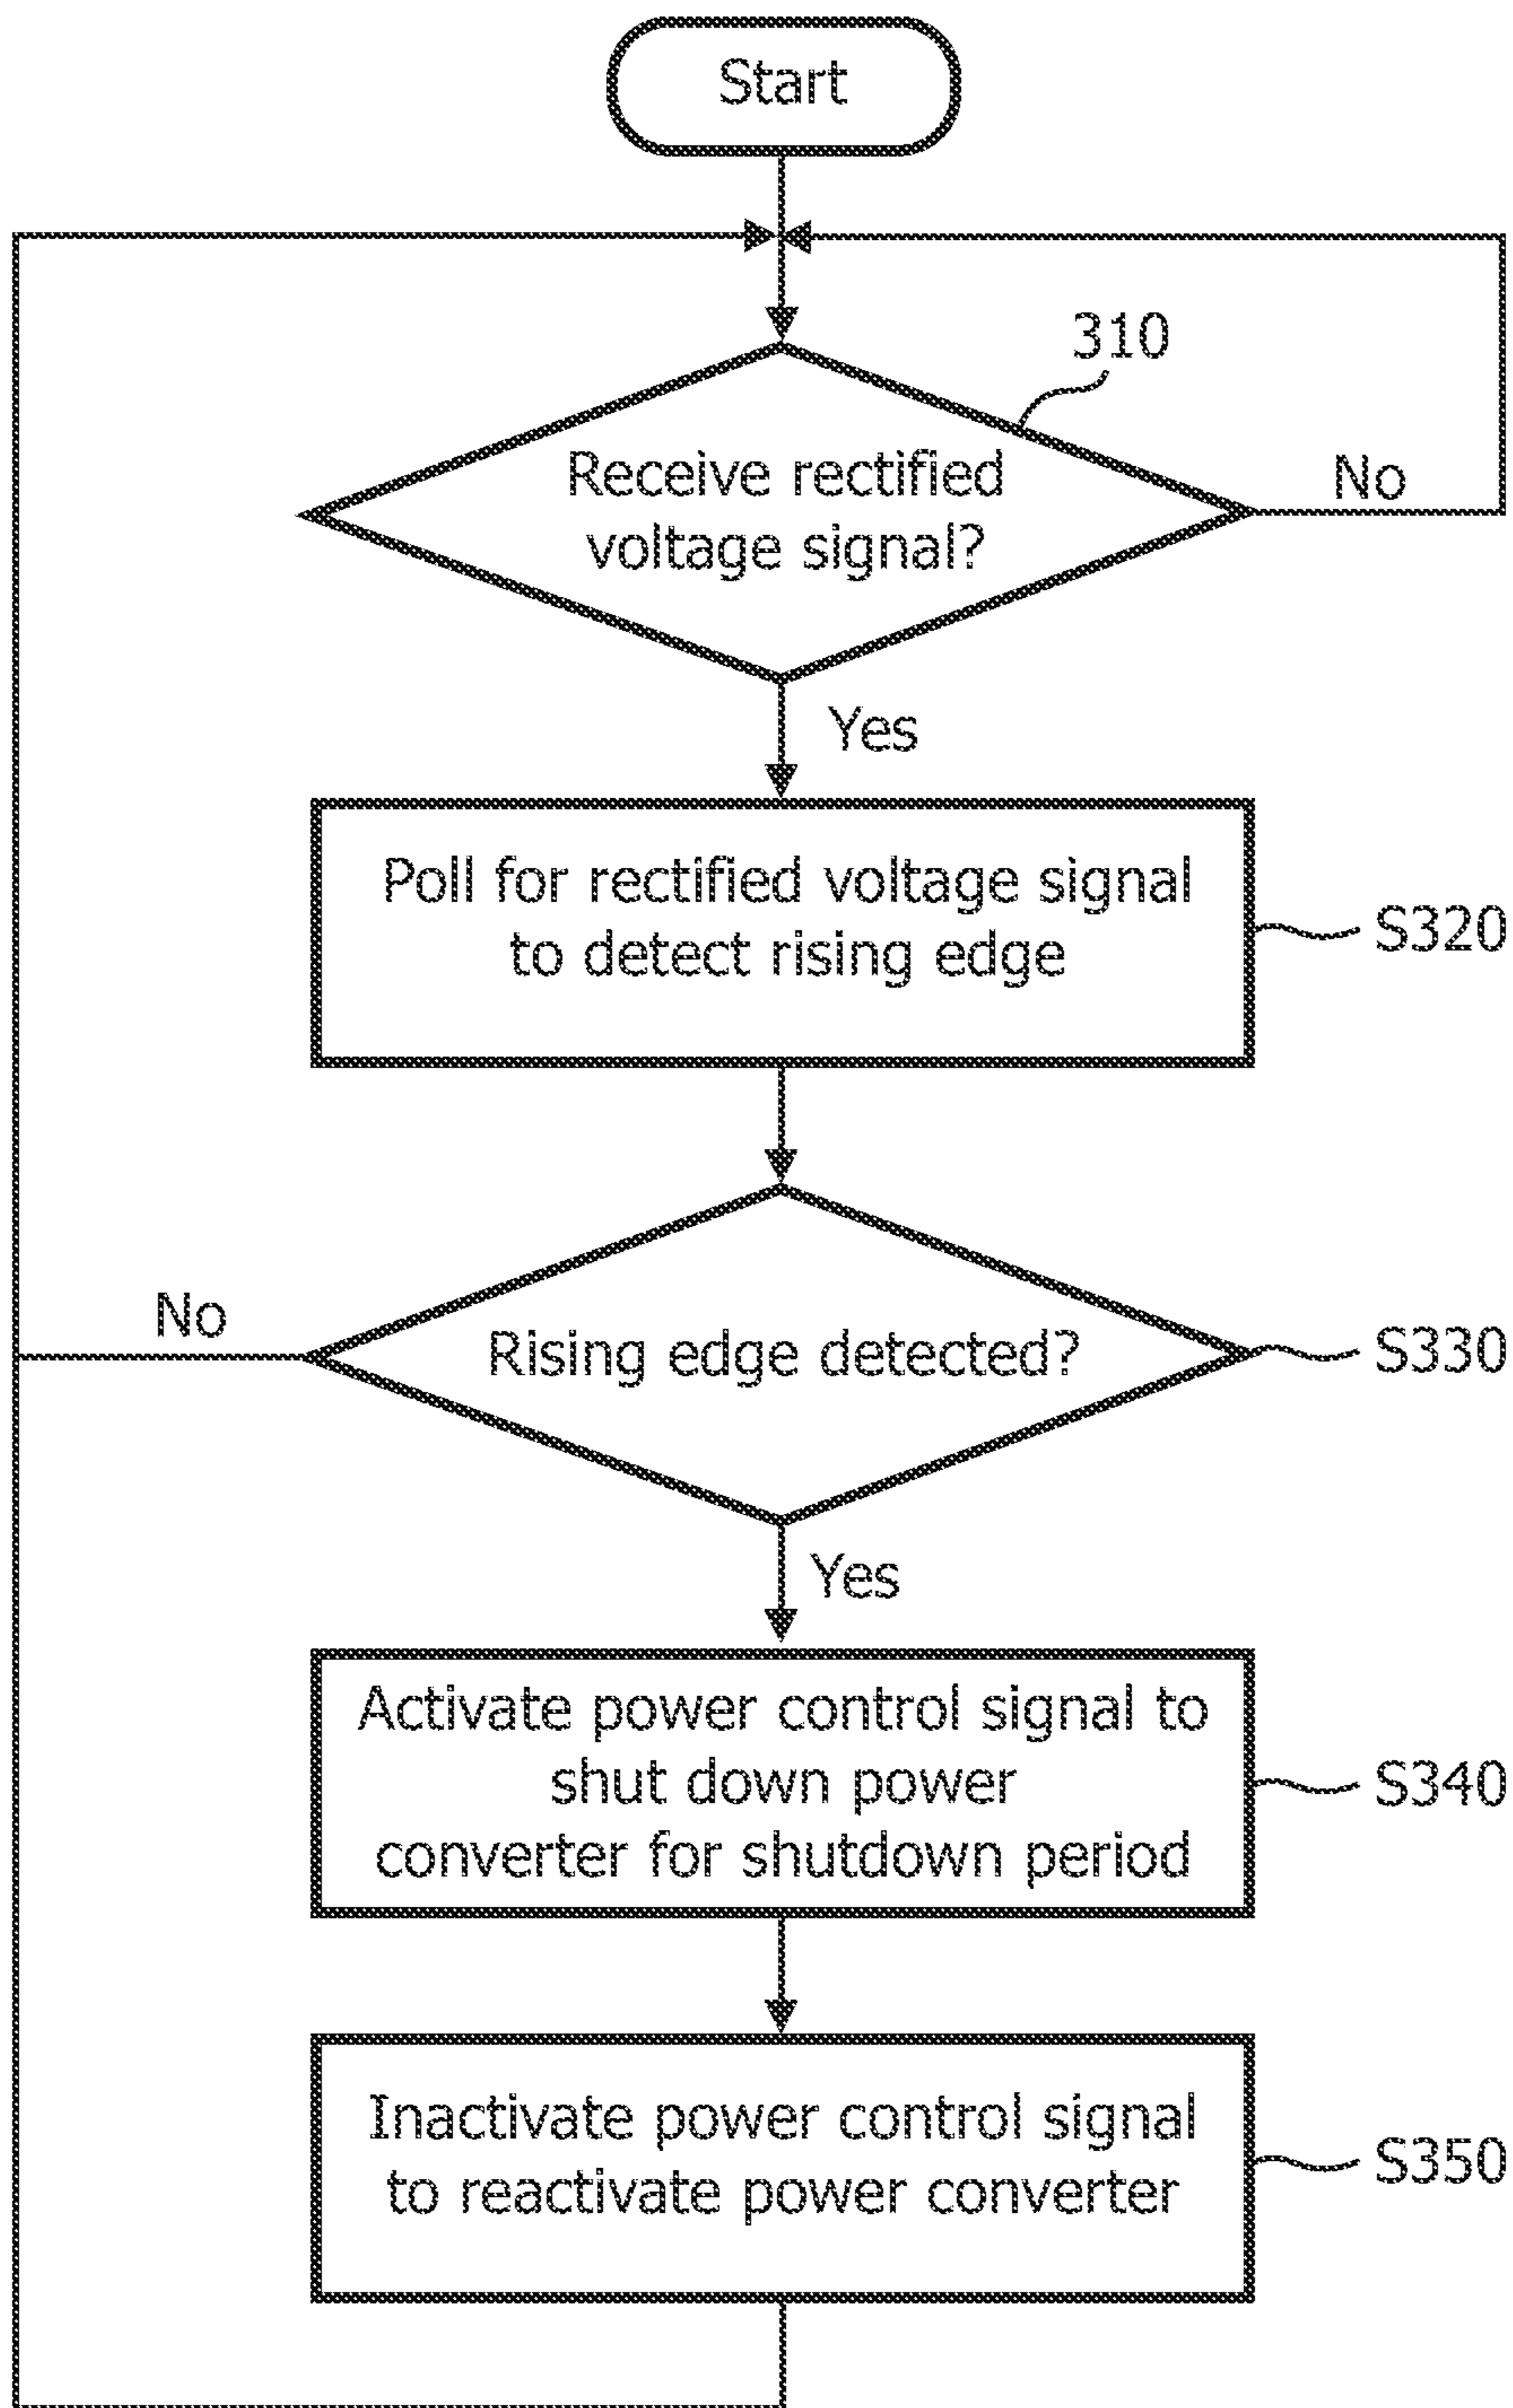 Start
310
Receive rectified
voltage signal?
No
Yes
Poll for rectified voltage signal
to detect rising edge
S320
No
Rising edge detected?
S330
Yes
Activate power control signal to
shut down power
converter for shutdown period
S340
Inactivate power control signal
to reactivate power converter
S350